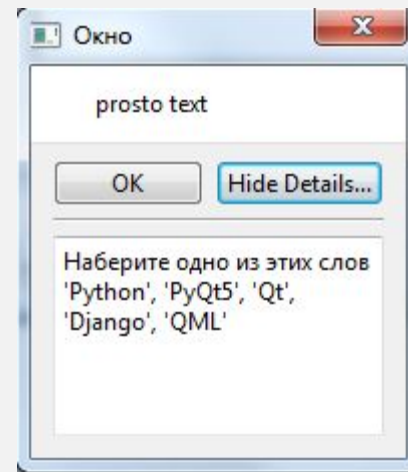 Окно
prosto text
OK
Hide Details...
Наберите одно из этих слов
'Python', 'PyQt5', 'Qt',
'Django', 'QML'